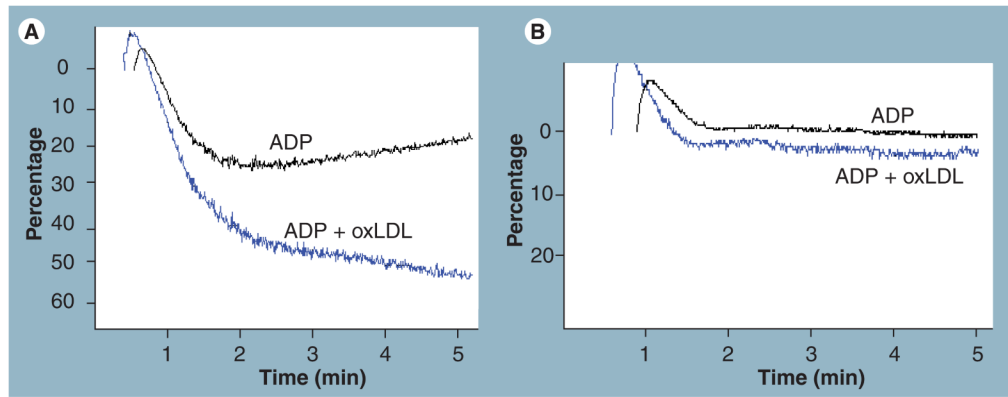 A
Percentage
0
10
20
30
40
50
60
ADP
ADP + oxLDL
1 2 3 4 5
Time (min)
B
Percentage
0
10
20
ADP
ADP + oxLDL
1 2 3 4 5
Time (min)